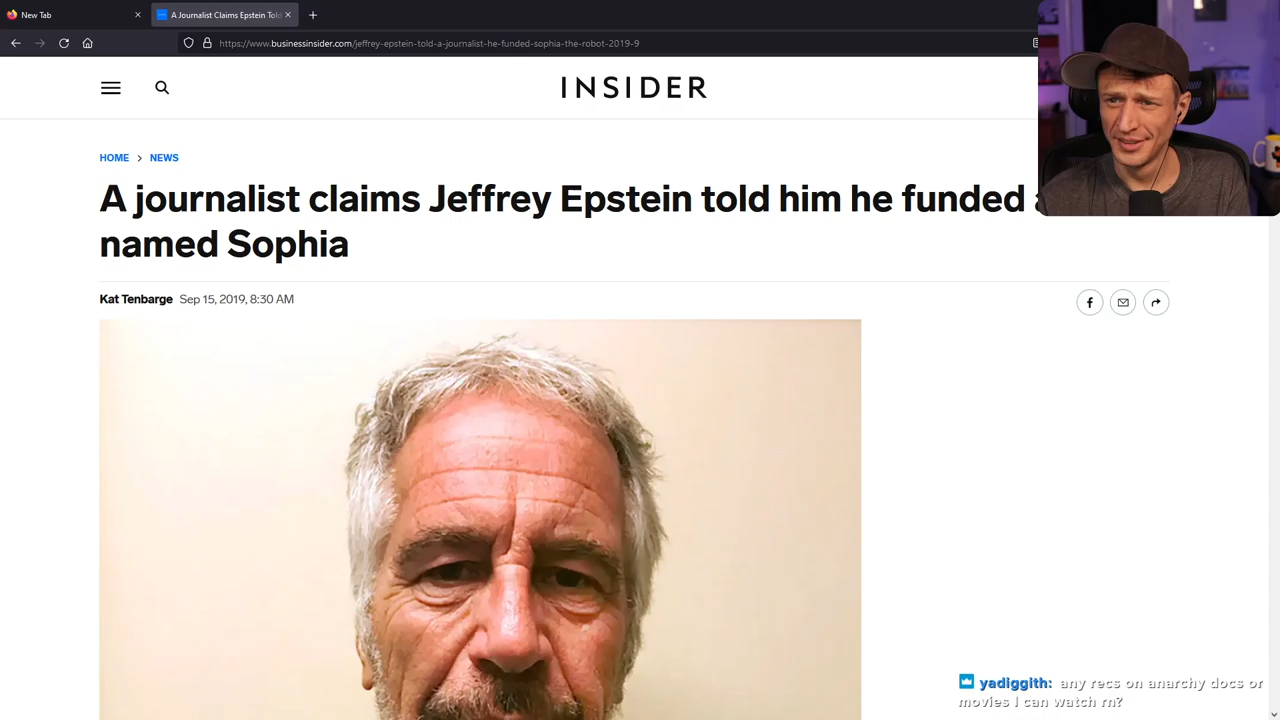 New Tab
A Journalist Claims Epstein Told
https://www.businessinsider.com/jeffrey-epstein-told-a-journalist-he-funded-sophia-the-robot-2019-9
INSIDER
HOME > NEWS
A journalist claims Jeffrey Epstein told him he funded
named Sophia
Kat Tenbarge Sep 15, 2019, 8:30 AM
yadiggith: any recs on anarchy docs or
movies I can watch rn?